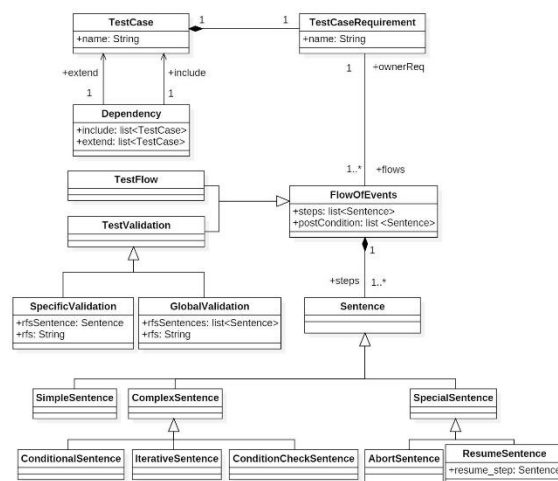 TestCase
+name: String
1
1
TestCaseRequirement
+name: String
+extend
+include
1
1
1
+ownerReq
Dependency
+include: list<TestCase>
+extend: list<TestCase>
1..*
+flows
TestFlow
TestValidation
FlowOfEvents
+steps: list<Sentence>
+postCondition: list <Sentence>
1
+steps
1..*
SpecificValidation
+rfsSentence: Sentence
+rfs: String
GlobalValidation
+rfsSentences: list<Sentence>
+rfs: String
Sentence
SimpleSentence
ComplexSentence
SpecialSentence
ConditionalSentence
IterativeSentence
ConditionCheckSentence
AbortSentence
ResumeSentence
+resume_step: Sentence